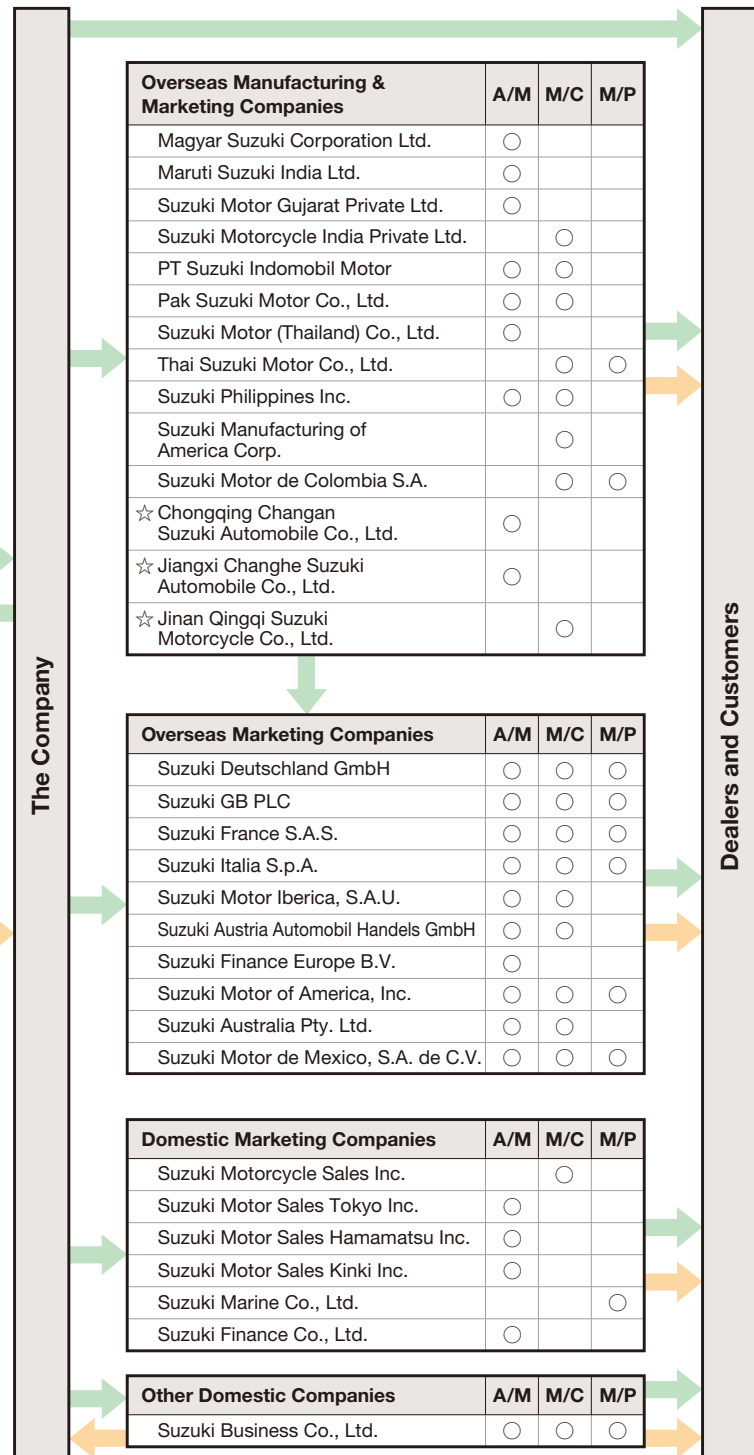 The Company
Overseas Manufacturing &
Marketing Companies
A/M M/C M/P
Magyar Suzuki Corporation Ltd. ○
Maruti Suzuki India Ltd. ○
Suzuki Motor Gujarat Private Ltd. ○
Suzuki Motorcycle India Private Ltd. ○
PT Suzuki Indomobil Motor ○ ○
Pak Suzuki Motor Co., Ltd. ○ ○
Suzuki Motor (Thailand) Co., Ltd. ○
Thai Suzuki Motor Co., Ltd. ○ ○
Suzuki Philippines Inc. ○ ○
Suzuki Manufacturing of
America Corp. ○
Suzuki Motor de Colombia S.A. ○ ○
☆ Chongqing Changan
Suzuki Automobile Co., Ltd. ○
☆ Jiangxi Changhe Suzuki
Automobile Co., Ltd. ○
☆ Jinan Qingqi Suzuki
Motorcycle Co., Ltd. ○
Overseas Marketing Companies A/M M/C M/P
Suzuki Deutschland GmbH ○ ○ ○
Suzuki GB PLC ○ ○ ○
Suzuki France S.A.S. ○ ○ ○
Suzuki Italia S.p.A. ○ ○ ○
Suzuki Motor Iberica, S.A.U. ○ ○
Suzuki Austria Automobil Handels GmbH ○ ○
Suzuki Finance Europe B.V. ○
Suzuki Motor of America, Inc. ○ ○ ○
Suzuki Australia Pty. Ltd. ○ ○
Suzuki Motor de Mexico, S.A. de C.V. ○ ○ ○
Domestic Marketing Companies A/M M/C M/P
Suzuki Motorcycle Sales Inc. ○
Suzuki Motor Sales Tokyo Inc. ○
Suzuki Motor Sales Hamamatsu Inc. ○
Suzuki Motor Sales Kinki Inc. ○
Suzuki Marine Co., Ltd. ○
Suzuki Finance Co., Ltd. ○
Other Domestic Companies A/M M/C M/P
Suzuki Business Co., Ltd. ○ ○ ○
Dealers and Customers